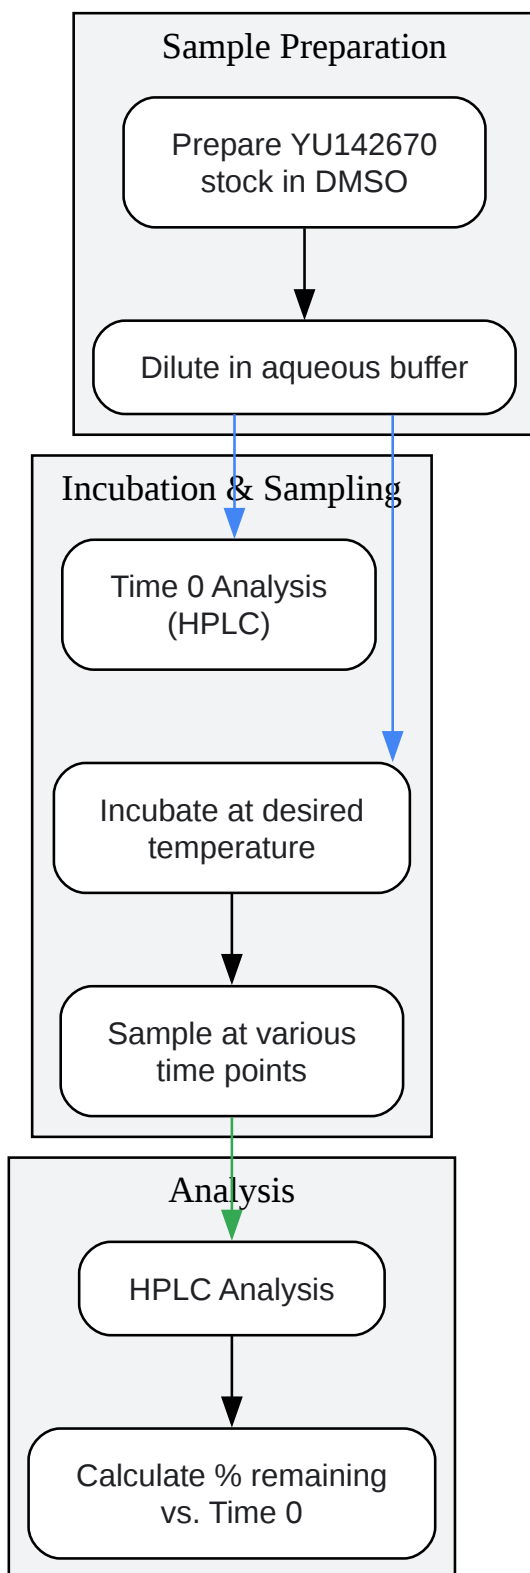 Sample Preparation
Prepare YU142670
stock in DMSO
Dilute in aqueous buffer
Incubation & Sampling
Time 0 Analysis
(HPLC)
Incubate at desired
temperature
Sample at various
time points
Analysis
HPLC Analysis
Calculate % remaining
vs. Time 0